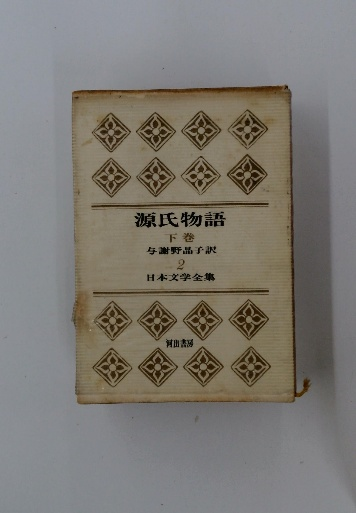 源氏物語
下巻
与謝野晶子訳
2
日本文学全集
河出書房